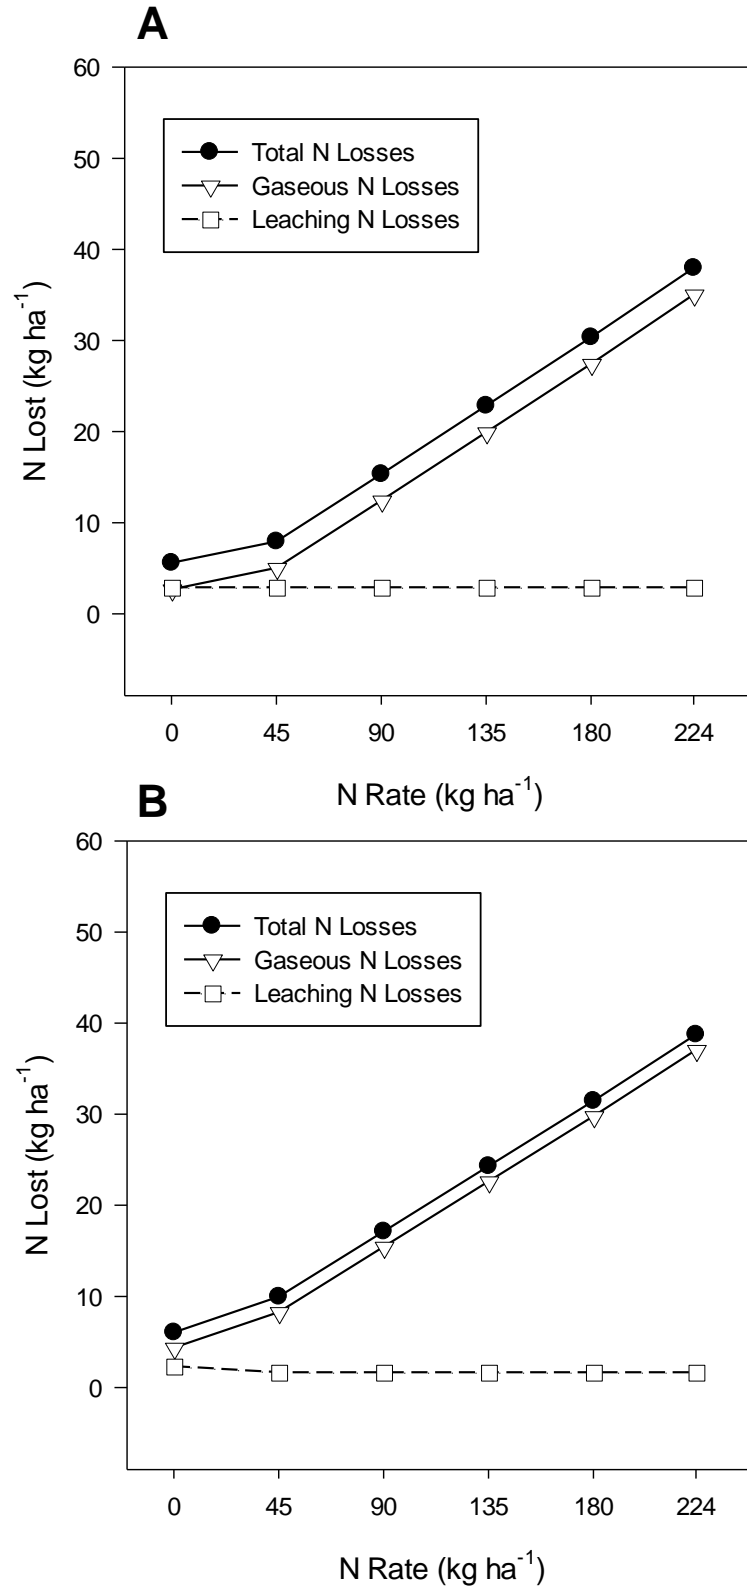 A
60
50
40
30
20
10
0
N Lost (kg ha⁻¹)
Total N Losses
Gaseous N Losses
Leaching N Losses
0 45 90 135 180 224
N Rate (kg ha⁻¹)
B
60
50
40
30
20
10
0
N Lost (kg ha⁻¹)
Total N Losses
Gaseous N Losses
Leaching N Losses
0 45 90 135 180 224
N Rate (kg ha⁻¹)